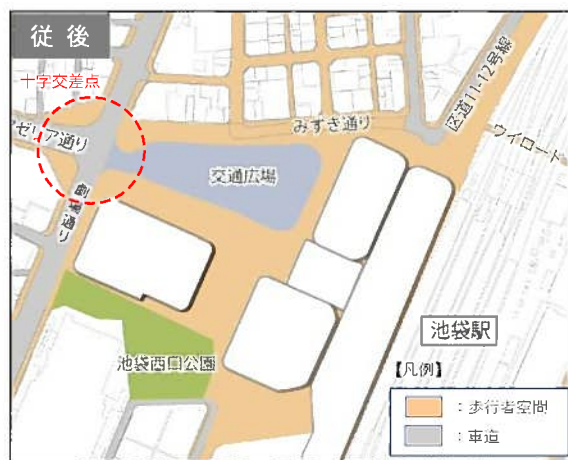 従 後
十字交差点
アゼリア通り
劇場通り
みずき通り
区道11-12号線
ウイロード
交通広場
池袋駅
池袋西口公園
【凡例】
：歩行者空間
：車道